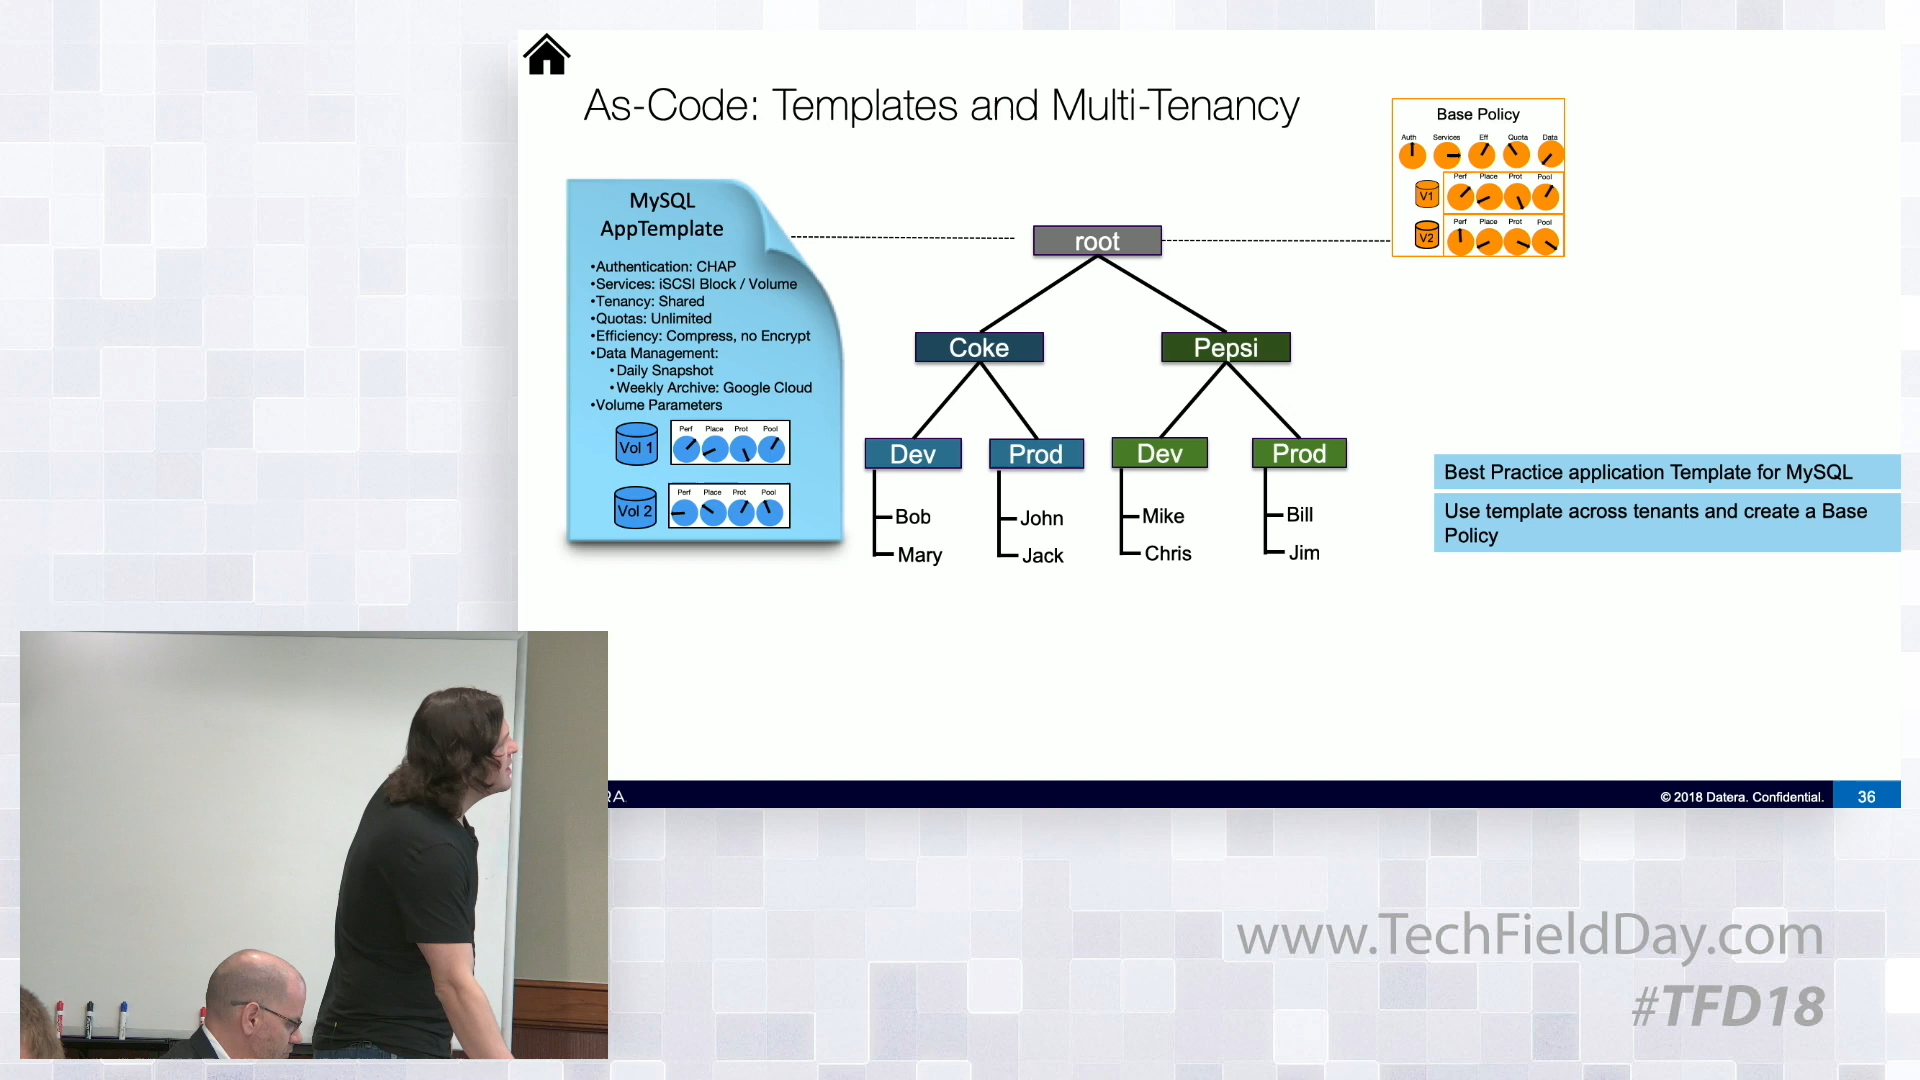 As-Code: Templates and Multi-Tenancy
Base Policy
Auth Services Eff Quota Data
V1
Perf Place Prot Pool
V2
Perf Place Prot Pool
MySQL
AppTemplate
•Authentication: CHAP
•Services: iSCSI Block / Volume
•Tenancy: Shared
•Quotas: Unlimited
•Efficiency: Compress, no Encrypt
•Data Management:
•Daily Snapshot
•Weekly Archive: Google Cloud
•Volume Parameters
Vol 1
Perf Place Prot Pool
Vol 2
Perf Place Prot Pool
root
Coke Pepsi
Dev Prod Dev Prod
Bob John Mike Bill
Mary Jack Chris Jim
Best Practice application Template for MySQL
Use template across tenants and create a Base
Policy
RA
© 2018 Datera. Confidential. 36
www.TechFieldDay.com
#TFD18